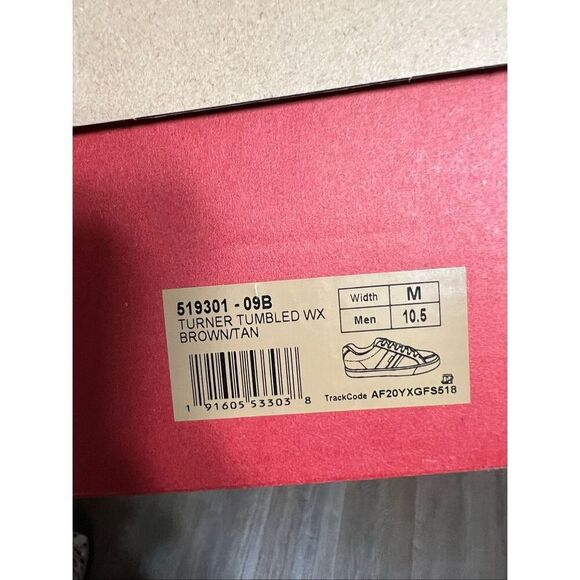 519301 - 09B
TURNER TUMBLED WX
BROWN/TAN
Width M
Men 10.5
1 91605 53303 8
TrackCode AF20YXGFS518